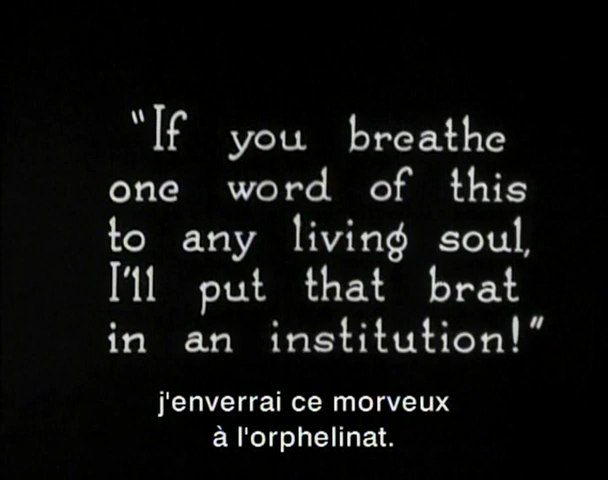 "If you breathe
one word of this
to any living soul,
I'll put that brat
in an institution!"
j'enverrai ce morveux
à l'orphelinat.